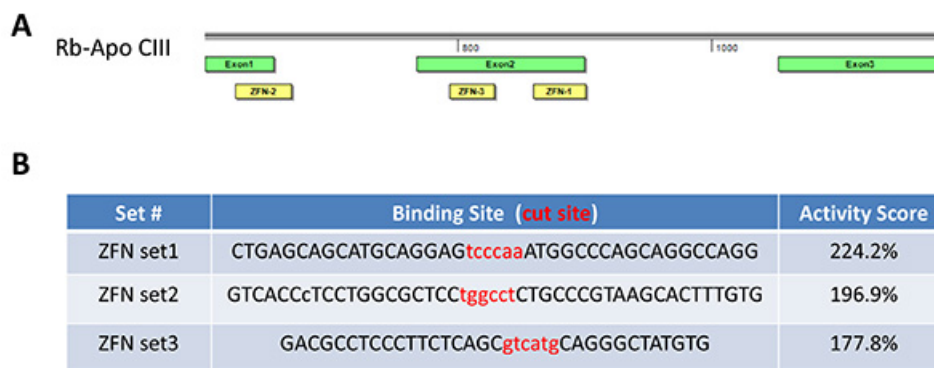 A
Rb-Apo CIII
800 1000
Exon1 Exon2 Exon3
ZFN-2 ZFN-3 ZFN-1
B
Set # Binding Site (cut site) Activity Score
ZFN set1 CTGAGCAGCATGCAGGAGtcccaaATGGCCCAGCAGGCCAGG 224.2%
ZFN set2 GTCACCcTCCTGGCGCTCCtggcctCTGCCCGTAAGCACTTTGTG 196.9%
ZFN set3 GACGCCTCCCTTCTCAGCgtcatgCAGGGCTATGTG 177.8%